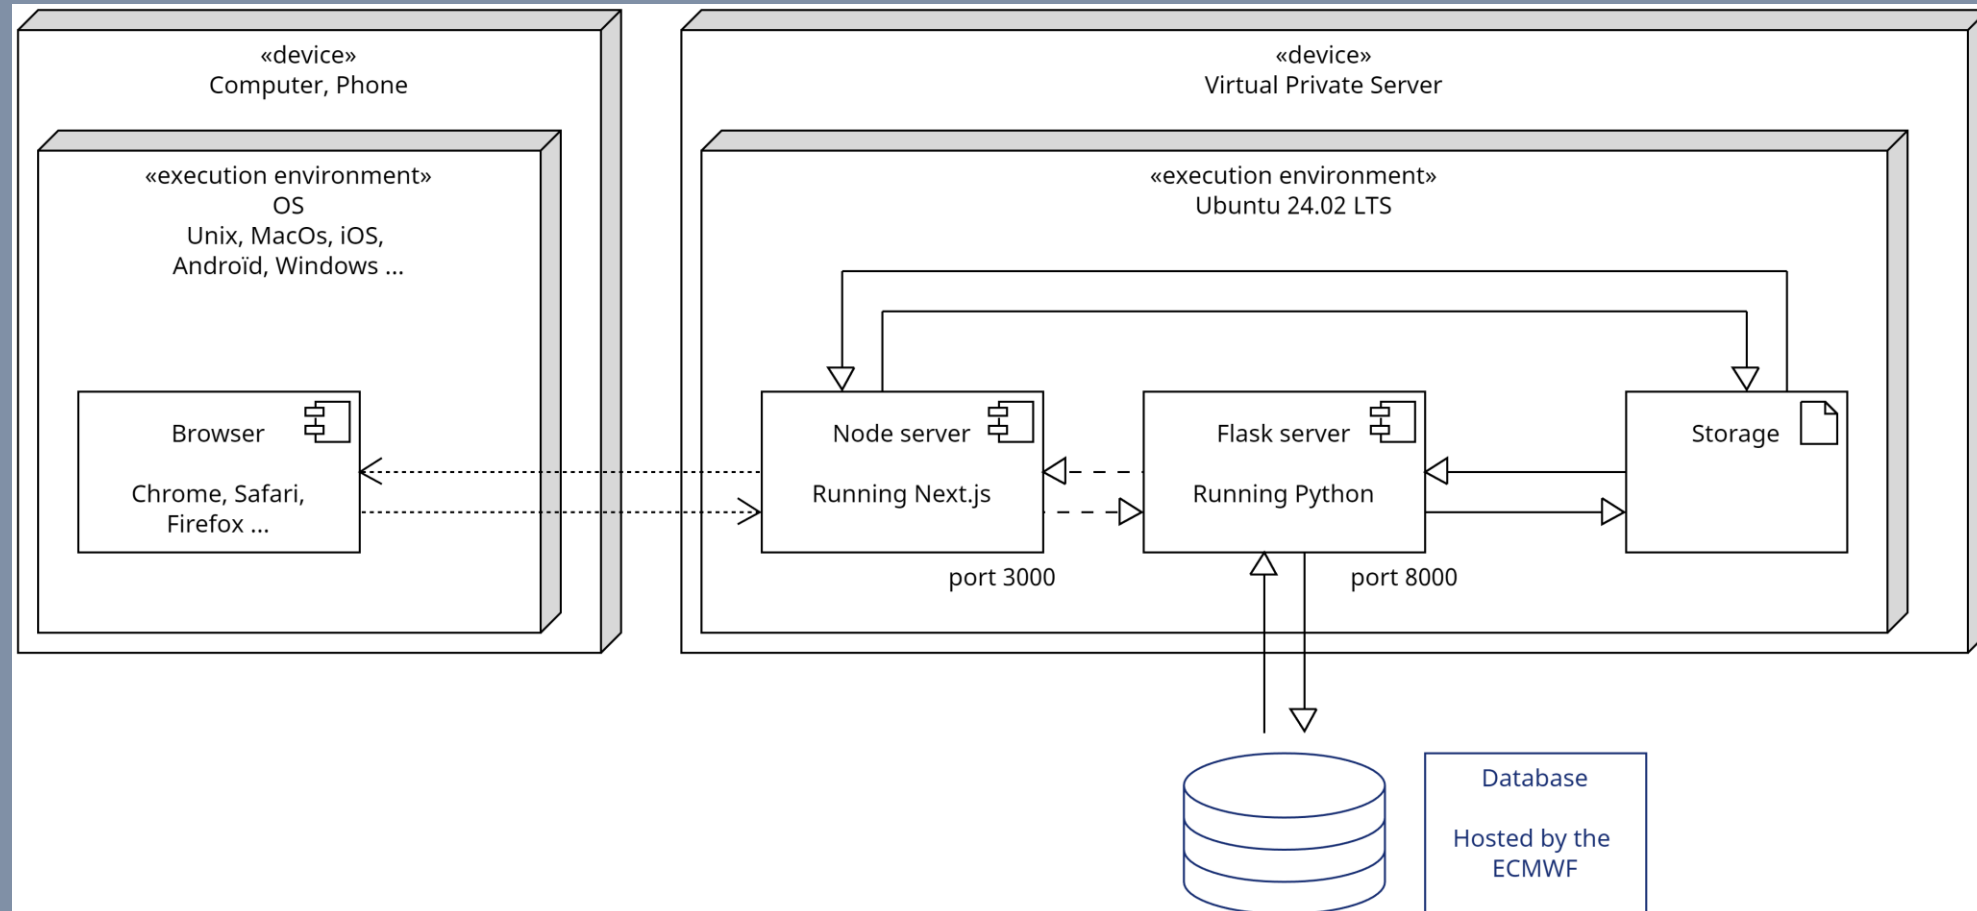 «device»
Computer, Phone
«execution environment»
OS
Unix, MacOs, iOS,
Androïd, Windows ...
Browser
Chrome, Safari,
Firefox ...
«device»
Virtual Private Server
«execution environment»
Ubuntu 24.02 LTS
Node server
Running Next.js
port 3000
Flask server
Running Python
port 8000
Storage
Database
Hosted by the
ECMWF